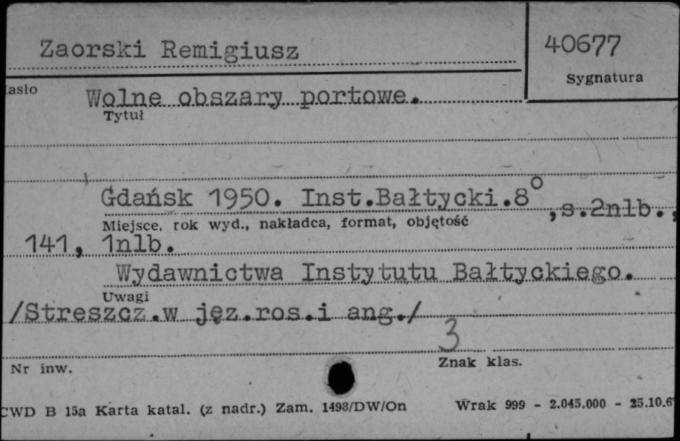 Zaorski Remigiusz
40677
Sygnatura
asło
Wolne obszary portowe.
Tytuł
Gdańsk 1950. Inst.Bałtycki.8°,s.2nlb.,
Miejsce, rok wyd., nakładca, format, objętość
141, 1nlb.
Wydawnictwa Instytutu Bałtyckiego.
Uwagi
/Streszcz.w jęz.ros.i ang./
3
Nr inw.
Znak klas.
CWD B 15a Karta katal. (z nadr.) Zam. 1493/DW/On Wrak 999 - 2.045.000 - 25.10.6